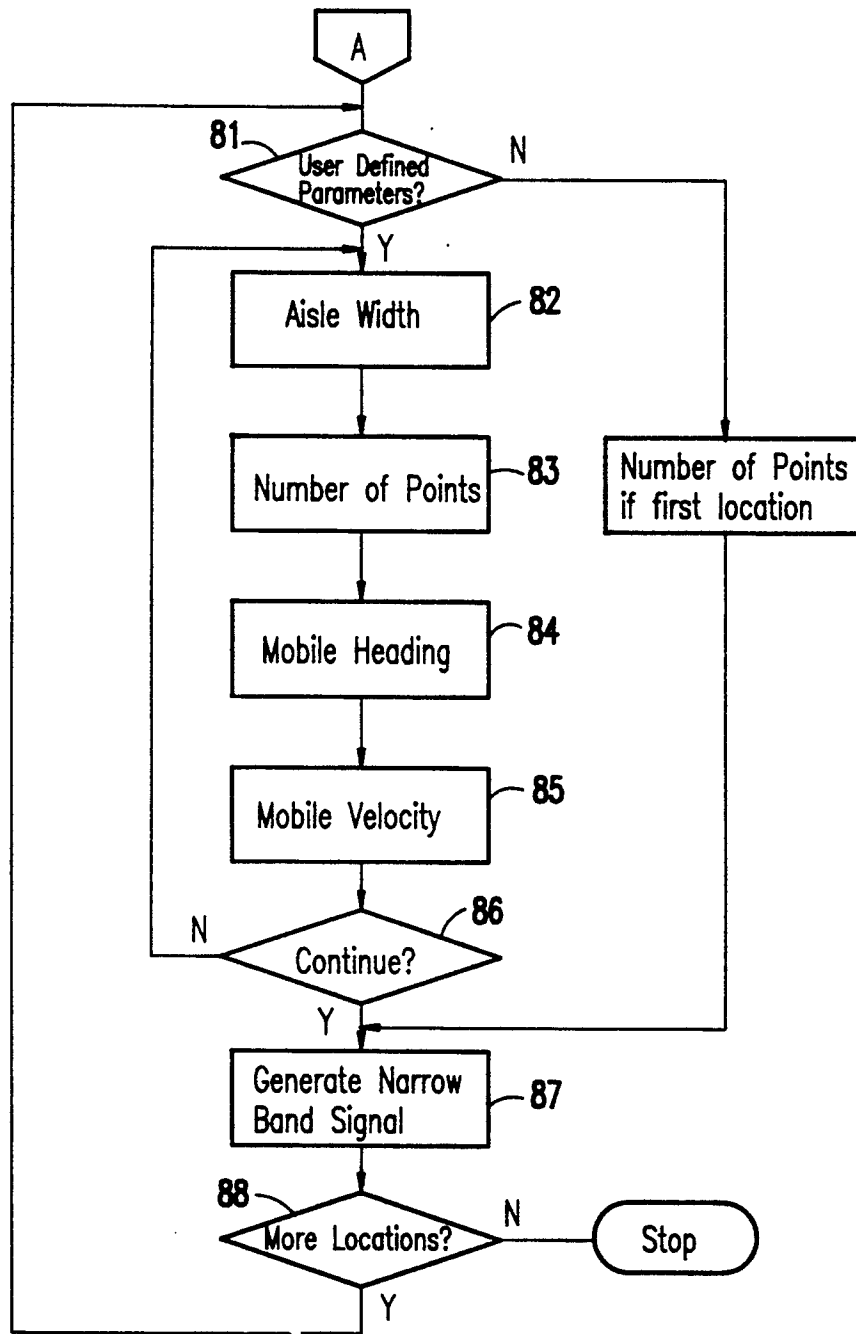 A
81
User Defined
Parameters?
N
Y
Aisle Width
82
Number of Points
83
Number of Points
if first location
Mobile Heading
84
Mobile Velocity
85
N
Continue?
86
Y
Generate Narrow
Band Signal
87
88
More Locations?
N
Stop
Y